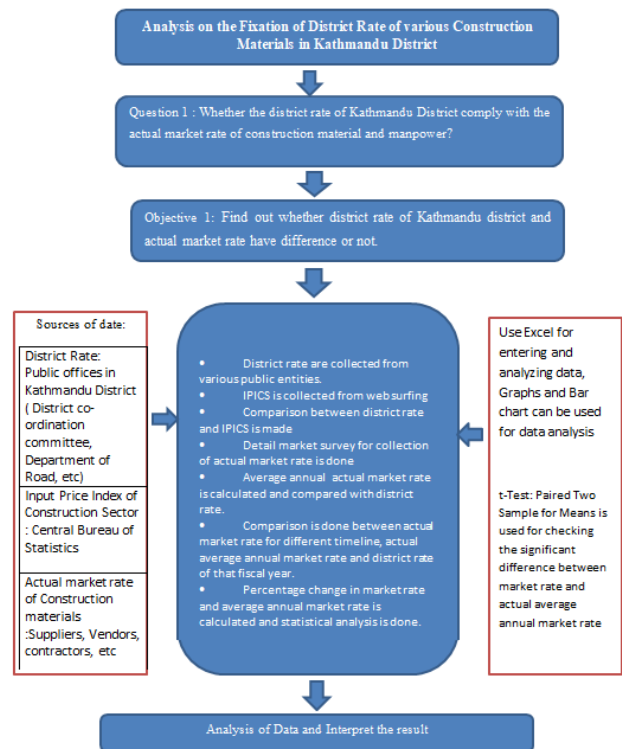 Analysis on the Fixation of District Rate of various Construction
Materials in Kathmandu District
Question 1 : Whether the district rate of Kathmandu District comply with the
actual market rate of construction material and manpower?
Objective 1: Find out whether district rate of Kathmandu district and
actual market rate have difference or not.
Sources of date:
District Rate:
Public offices in
Kathmandu District
( District co-
ordination
committee,
Department of
Road, etc)
Input Price Index of
Construction Sector
: Central Bureau of
Statistics
Actual market rate
of Construction
materials
:Suppliers, Vendors,
contractors, etc
• District rate are collected from
various public entities.
• IPICS is collected from web surfing
• Comparison between district rate
and IPICS is made
• Detail market survey for collection
of actual market rate is done
• Average annual actual market rate
is calculated and compared with district
rate.
• Comparison is done between actual
market rate for different timeline, actual
average annual market rate and district rate
of that fiscal year.
• Percentage change in market rate
and average annual market rate is
calculated and statistical analysis is done.
Use Excel for
entering and
analyzing data,
Graphs and Bar
chart can be used
for data analysis
t-Test: Paired Two
Sample for Means is
used for checking
the significant
difference between
market rate and
actual average
annual market rate
Analysis of Data and Interpret the result